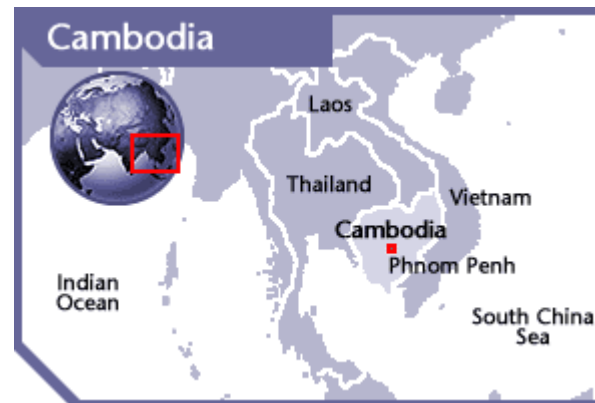 Cambodia
Laos
Thailand
Vietnam
Cambodia
Phnom Penh
Indian
Ocean
South China
Sea